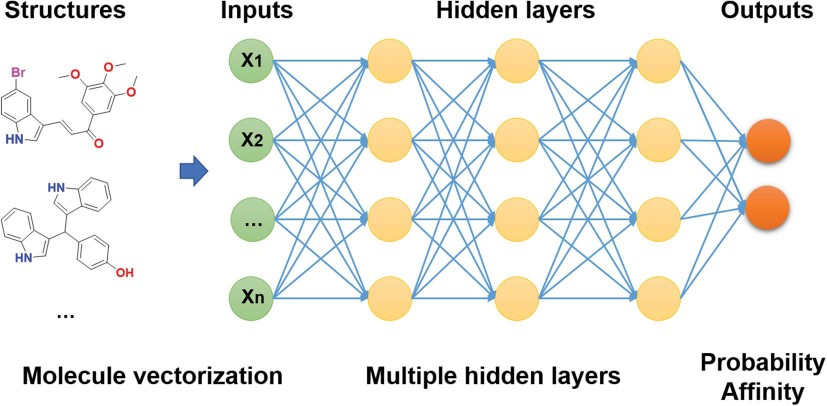 Structures
Inputs
Hidden layers
Outputs
Br
O
O
O
HN
O
HN
HN
OH
...
X1
X2
...
Xn
Molecule vectorization
Multiple hidden layers
Probability
Affinity